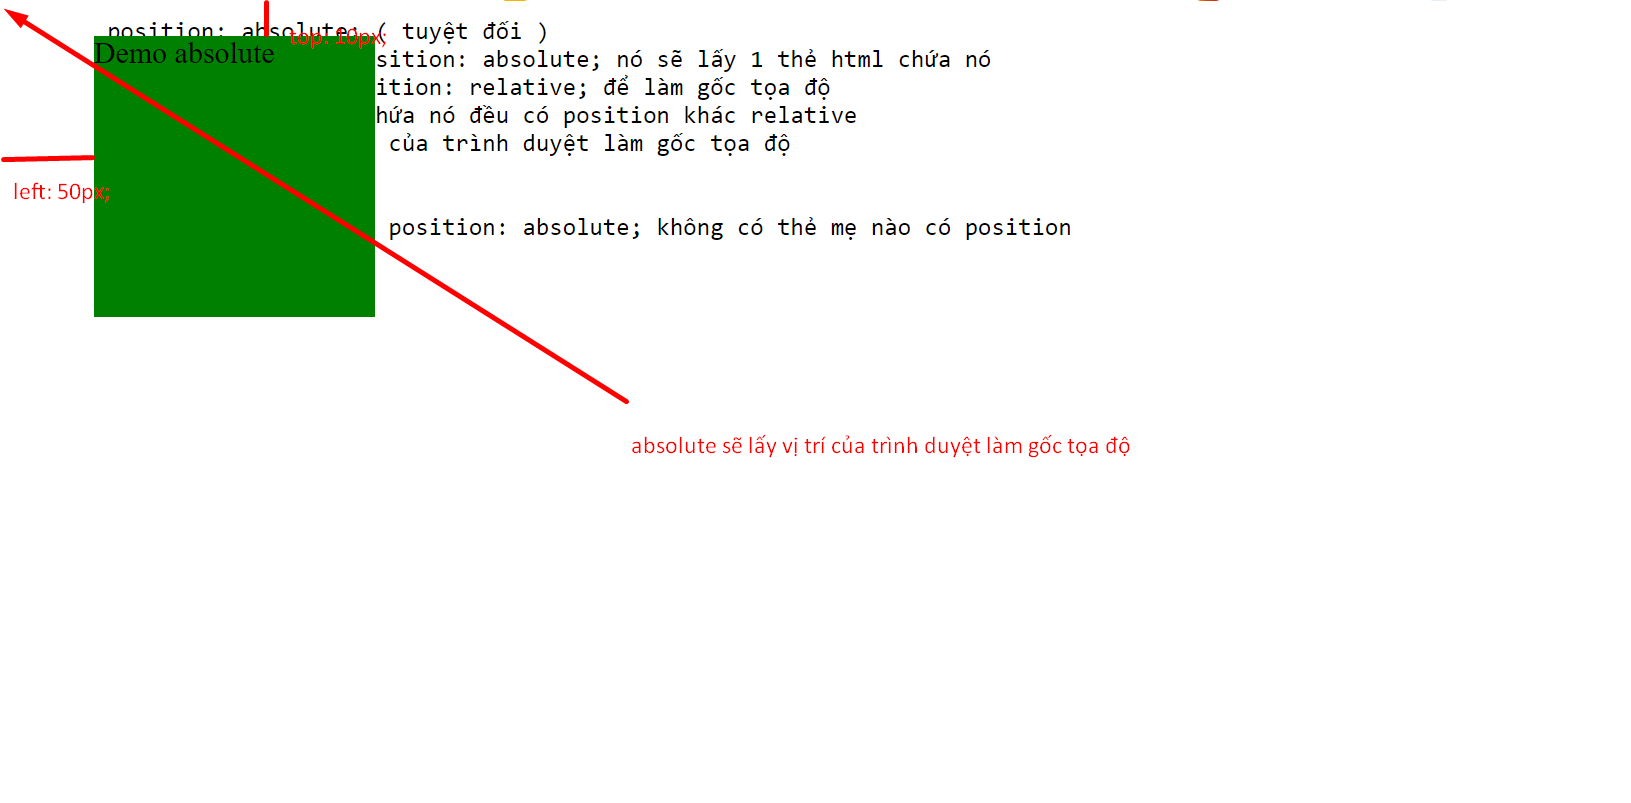 position: absolute; ( tuyệt đối )
top: 10px;
Demo absolute
sition: absolute; nó sẽ lấy 1 thẻ html chứa nó
ition: relative; để làm gốc tọa độ
hứa nó đều có position khác relative
của trình duyệt làm gốc tọa độ
left: 50px;
position: absolute; không có thẻ mẹ nào có position
absolute sẽ lấy vị trí của trình duyệt làm gốc tọa độ